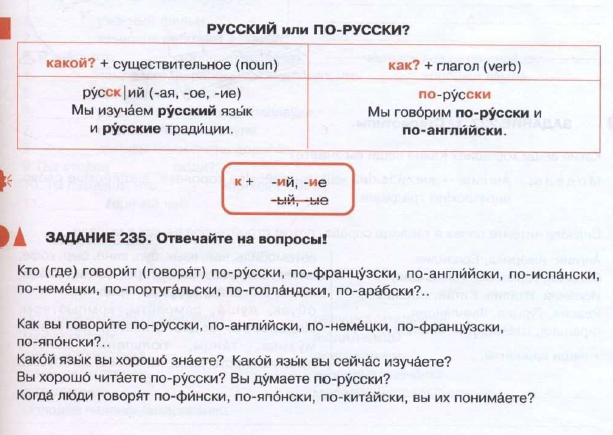 РУССКИЙ или ПО-РУССКИ?
какой? + существительное (noun)
как? + глагол (verb)
ру́сск|ий (-ая, -ое, -ие)
Мы изуча́ем ру́сский язы́к
и ру́сские тради́ции.
по-ру́сски
Мы говори́м по-ру́сски и
по-англи́йски.
к + -ий, -ие
-ый, -ые
ЗАДАНИЕ 235. Отвечайте на вопросы!
Кто (где) говори́т (говоря́т) по-ру́сски, по-францу́зски, по-англи́йски, по-испа́нски,
по-неме́цки, по-португа́льски, по-голла́ндски, по-ара́бски?..
Как вы говори́те по-ру́сски, по-англи́йски, по-неме́цки, по-францу́зски,
по-япо́нски?..
Како́й язы́к вы хорошо́ зна́ете? Како́й язы́к вы сейча́с изуча́ете?
Вы хорошо́ чита́ете по-ру́сски? Вы ду́маете по-ру́сски?
Когда́ лю́ди говоря́т по-фи́нски, по-япо́нски, по-кита́йски, вы их понима́ете?